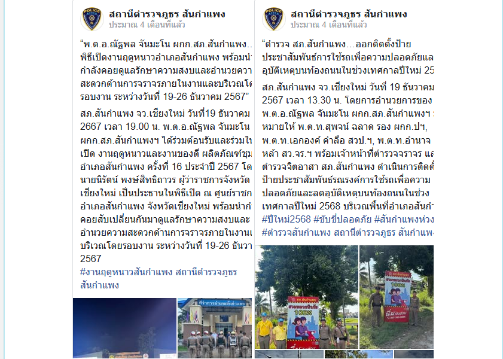 สถานีตำรวจภูธร สันกำแพง
ประมาณ 4 เดือนที่แล้ว
"พ.ต.อ.ณัฐพล จันมะโน ผกก.สภ.สันกำแพง...
พิธีเปิดงานฤดูหนาวอำเภอสันกำแพง พร้อมนำ
กำลังคอยดูแลรักษาความสงบและอำนวยความ
สะดวกด้านการจราจรภายในงานและบริเวณโด
รอบงาน ระหว่างวันที่ 19-26 ธันวาคม 2567"
สภ.สันกำแพง จว.เชียงใหม่ วันที่19 ธันวาคม
2667 เวลา 19.00 น. พ.ต.อ.ณัฐพล จันมะโน
ผกก.สภ.สันกำแพงฯ ได้ร่วมต้อนรับและร่วมใน
เปิด งานฤดูหนาวและงานของดี ผลิตภัณฑ์ชุม
อำเภอสันกำแพง ครั้งที่ 16 ประจำปี 2567 โด
นายนิรัตน์ พงษ์สิทธิถาวร ผู้ว่าราชการจังหวัด
เชียงใหม่ เป็นประธานในพิธีเปิด ณ ศูนย์ราชก
อำเภอสันกำแพง จังหวัดเชียงใหม่ พร้อมนำก
คอยสับเปลี่ยนกันมาดูแลรักษาความสงบและ
อำนวยความสะดวกด้านการจราจรภายในงานแ
บริเวณโดยรอบงาน ระหว่างวันที่ 19-26 ธันวา
2567
#งานฤดูหนาวสันกำแพง สถานีตำรวจภูธร
สันกำแพง
สถานีตำรวจภูธร สันกำแพง
ประมาณ 4 เดือนที่แล้ว
"ตำรวจ สภ.สันกำแพง...ออกติดตั้งป้าย
ประชาสัมพันธ์การใช้รถเพื่อความปลอดภัยและ
อุบัติเหตุบนท้องถนนในช่วงเทศกาลปีใหม่ 25
สภ.สันกำแพง จว.เชียงใหม่ วันที่ 19 ธันวาคม
2567 เวลา 13.30 น. โดยการอำนวยการของ
พ.ต.อ.ณัฐพล จันมะโน ผกก.สภ.สันกำแพงฯ
หมายให้ พ.ต.ท.สุพจน์ ฉลาด รอง ผกก.ปฯ,
พ.ต.ท.เอกองค์ คำลือ สวป.ฯ, พ.ต.ท.อำนาจ
หล้า สว.จร.ฯ พร้อมเจ้าหน้าที่ตำรวจจราจร แล
ตำรวจจิตอาสา สภ.สันกำแพง ดำเนินการติดตั้
ป้ายประชาสัมพันธ์รณรงค์การใช้รถเพื่อความ
ปลอดภัยและลดอุบัติเหตุบนท้องถนนในช่วง
เทศกาลปีใหม่ 2568 บริเวณพื้นที่อำเภอสันกำ
#ปีใหม่2568 #ขับขี่ปลอดภัย #สันกำแพงห่วง
#ตำรวจสันกำแพง สถานีตำรวจภูธร สันกำแพ